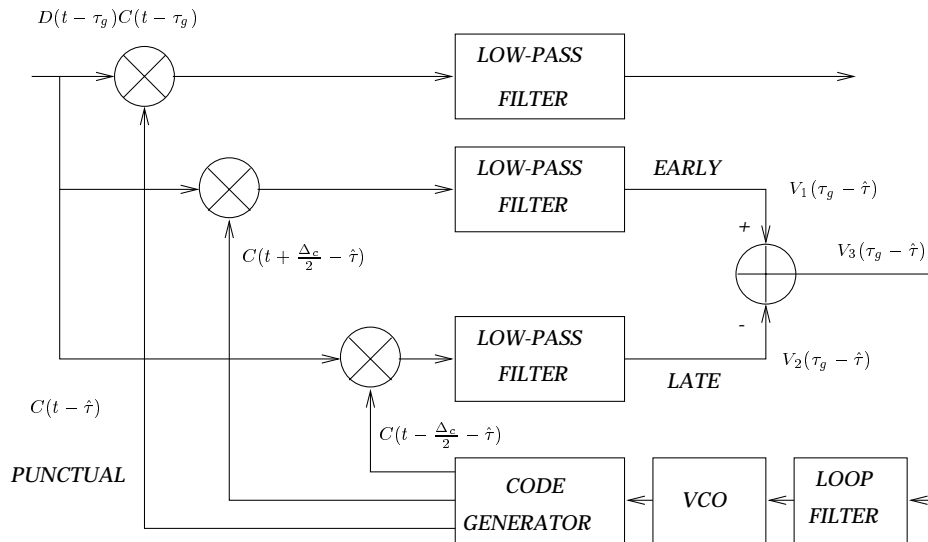 D(t − τ_g)C(t − τ_g)
LOW-PASS
FILTER
LOW-PASS
FILTER
EARLY
V_1(τ_g − τ̂)
+
C(t + Δ_c/2 − τ̂)
V_3(τ_g − τ̂)
-
LOW-PASS
FILTER
LATE
V_2(τ_g − τ̂)
C(t − τ̂)
C(t − Δ_c/2 − τ̂)
PUNCTUAL
CODE
GENERATOR
VCO
LOOP
FILTER